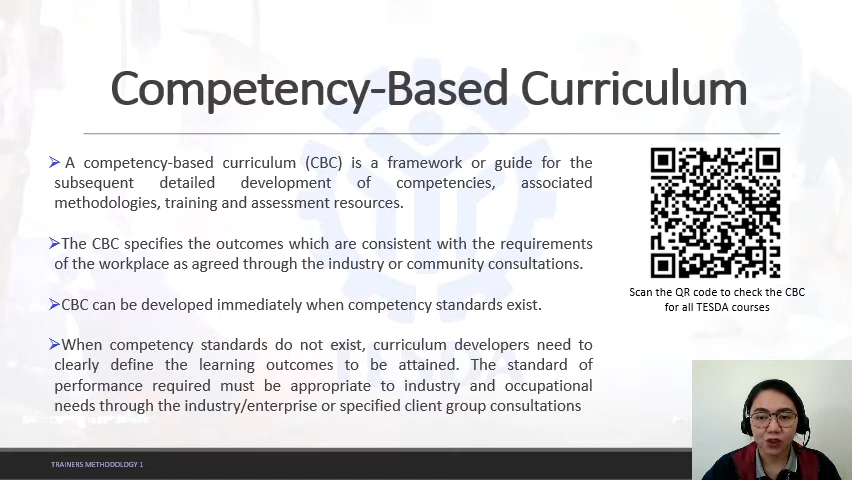 Competency-Based Curriculum
A competency-based curriculum (CBC) is a framework or guide for the
subsequent detailed development of competencies, associated
methodologies, training and assessment resources.
The CBC specifies the outcomes which are consistent with the requirements
of the workplace as agreed through the industry or community consultations.
CBC can be developed immediately when competency standards exist.
When competency standards do not exist, curriculum developers need to
clearly define the learning outcomes to be attained. The standard of
performance required must be appropriate to industry and occupational
needs through the industry/enterprise or specified client group consultations
Scan the QR code to check the CBC
for all TESDA courses
TRAINERS METHODOLOGY 1